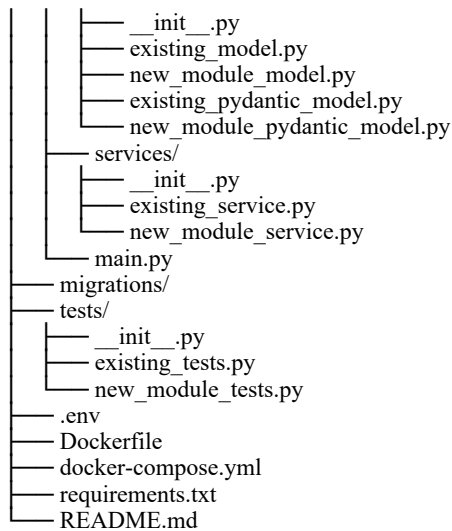 __init__.py
existing_model.py
new_module_model.py
existing_pydantic_model.py
new_module_pydantic_model.py
services/
__init__.py
existing_service.py
new_module_service.py
main.py
migrations/
tests/
__init__.py
existing_tests.py
new_module_tests.py
.env
Dockerfile
docker-compose.yml
requirements.txt
README.md